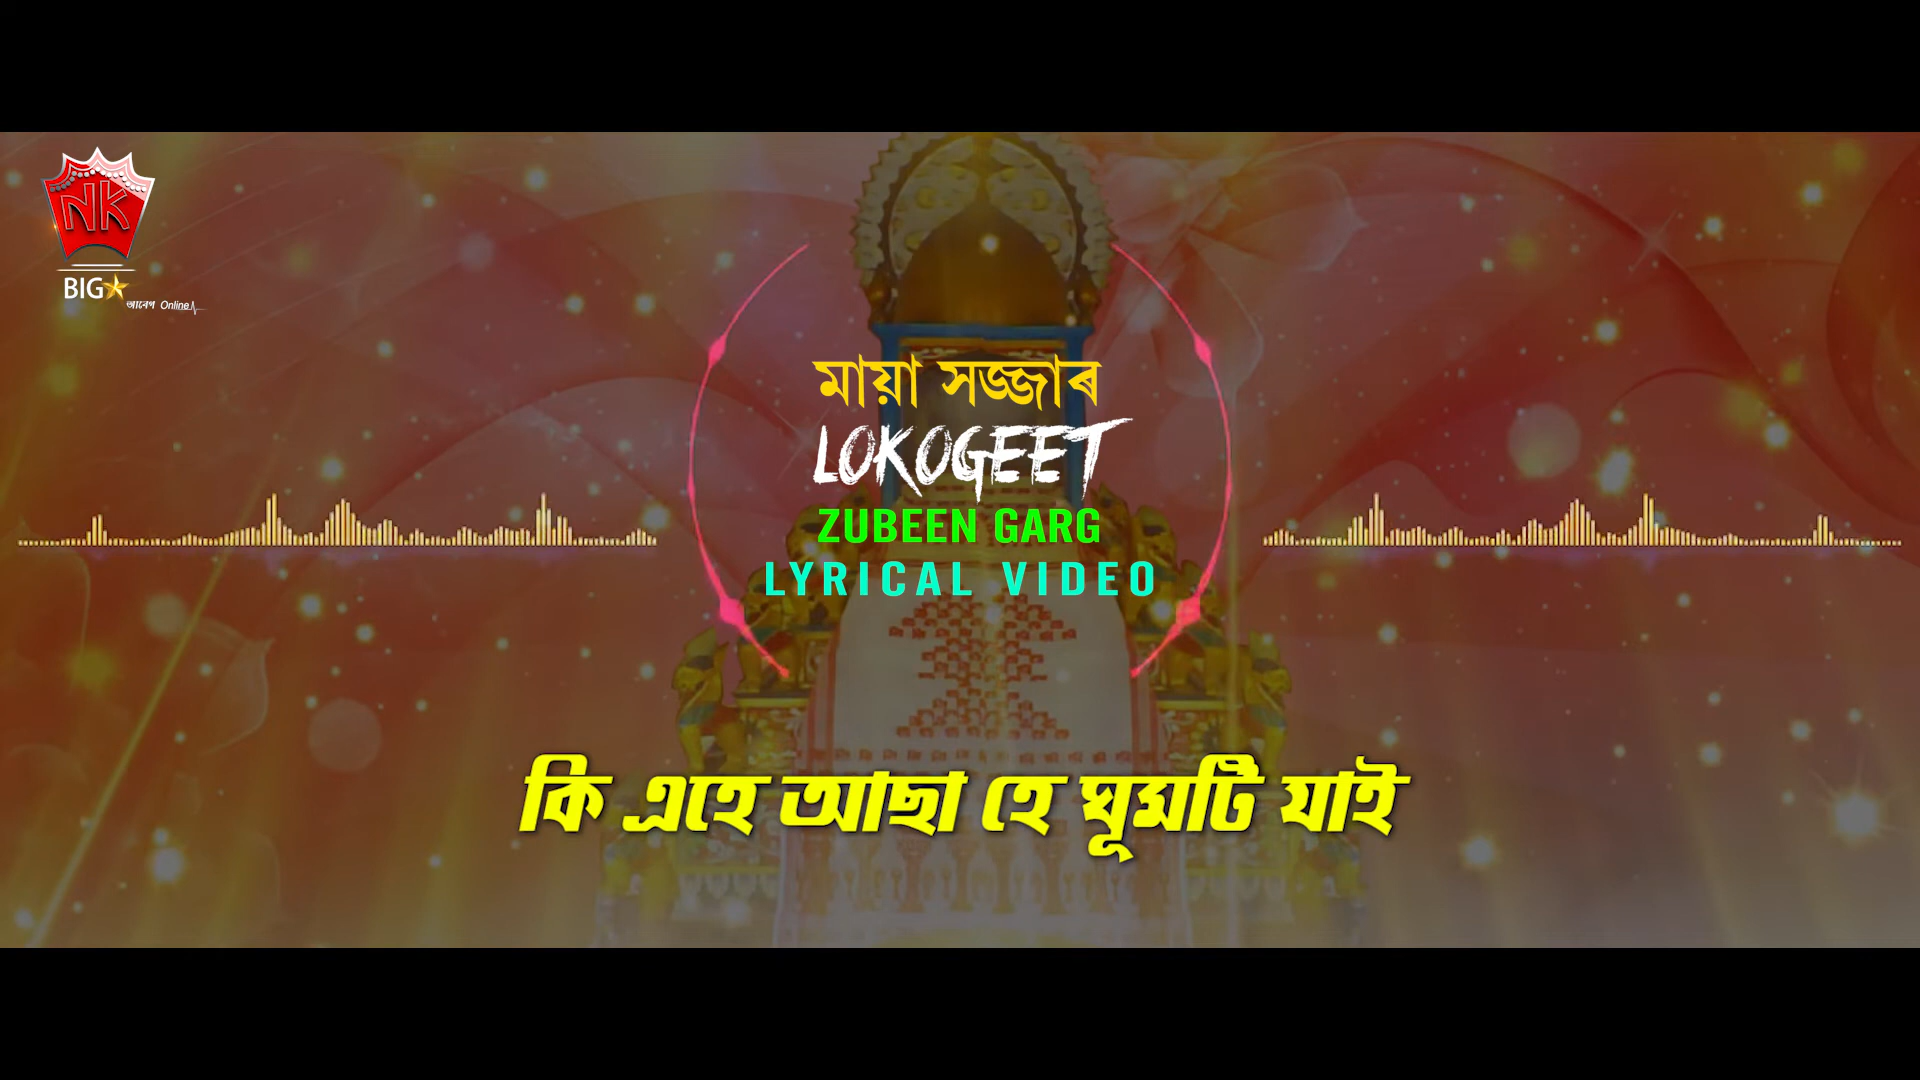 NK
BIG
আবেগ Online
মায়া সজ্জাৰ
LOKOGEET
ZUBEEN GARG
LYRICAL VIDEO
কি এহে আছা হে ঘূমটি যাই